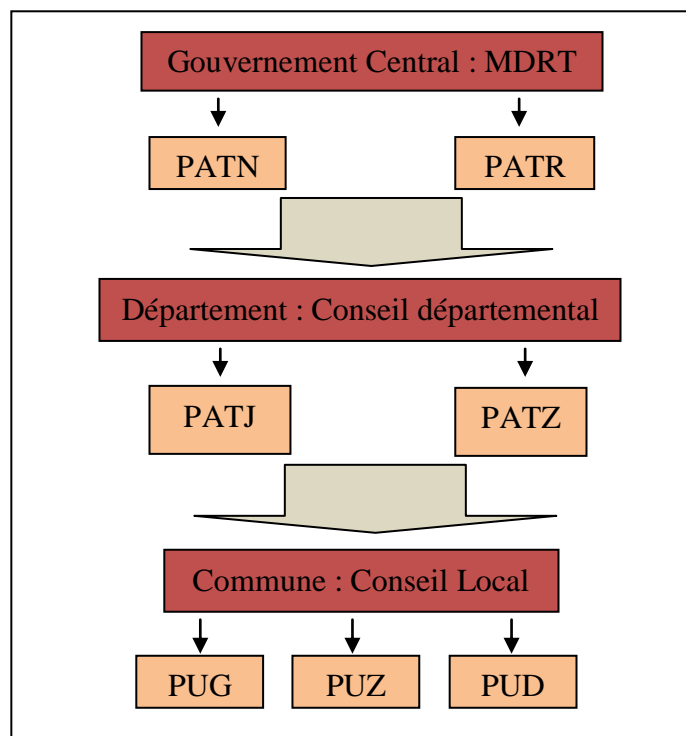 Gouvernement Central : MDRT
PATN
PATR
Département : Conseil départemental
PATJ
PATZ
Commune : Conseil Local
PUG
PUZ
PUD